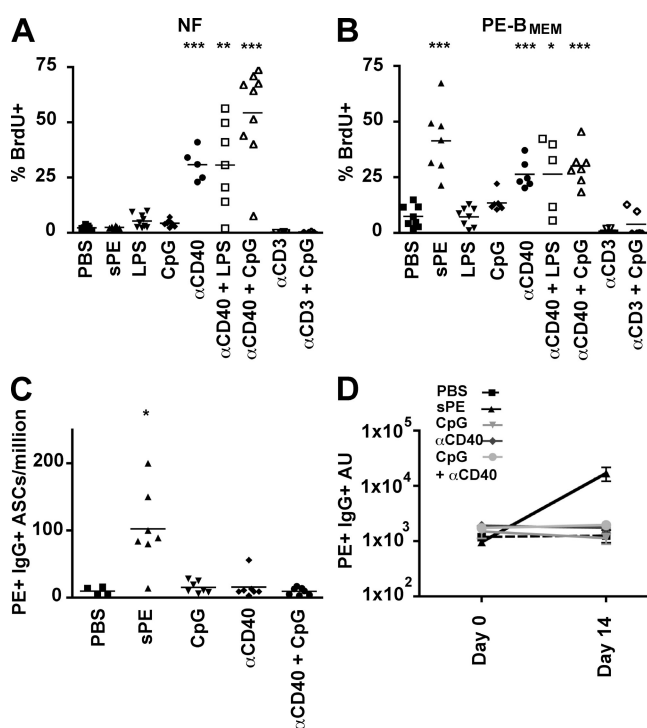 A
NF
*** ** ***
% BrdU+
75
50
25
0
PBS
sPE
LPS
CpG
αCD40
αCD40 + LPS
αCD40 + CpG
αCD3
αCD3 + CpG
B
PE-BMEM
*** *** * ***
% BrdU+
75
50
25
0
PBS
sPE
LPS
CpG
αCD40
αCD40 + LPS
αCD40 + CpG
αCD3
αCD3 + CpG
C
*
PE+ IgG+ ASCs/million
200
100
0
PBS
sPE
CpG
αCD40
αCD40 + CpG
D
PBS
sPE
CpG
αCD40
CpG
+ αCD40
PE+ IgG+ AU
1x10⁵
1x10⁴
1x10³
1x10²
Day 0
Day 14